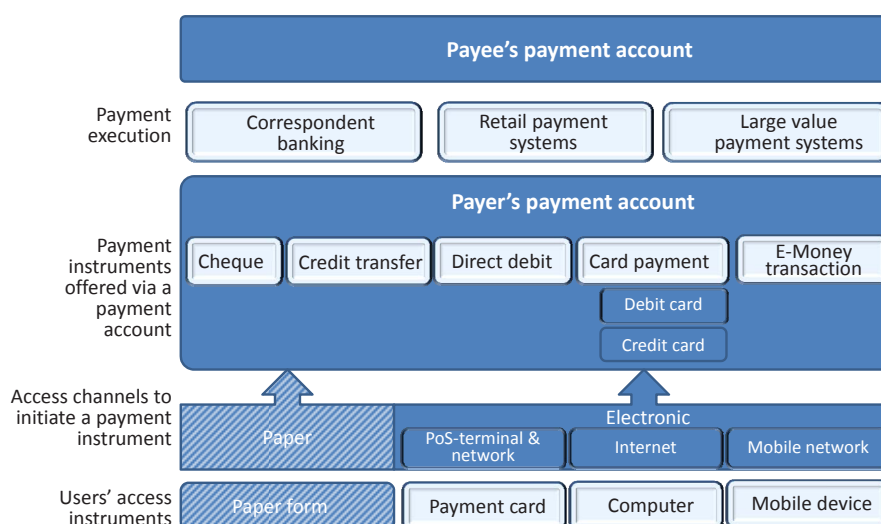 Payee's payment account
Payment
execution
Correspondent
banking
Retail payment
systems
Large value
payment systems
Payer's payment account
Payment
instruments
offered via a
payment
account
Cheque
Credit transfer
Direct debit
Card payment
E-Money
transaction
Debit card
Credit card
Access channels to
initiate a payment
instrument
Paper
Electronic
PoS-terminal &
network
Internet
Mobile network
Users' access
instruments
Paper form
Payment card
Computer
Mobile device